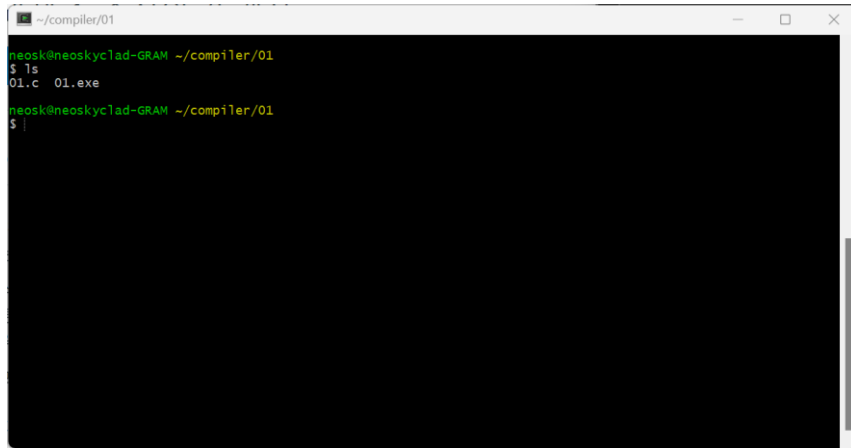 ~/compiler/01
neosk@neoskyclad-GRAM ~/compiler/01
$ ls
01.c 01.exe
neosk@neoskyclad-GRAM ~/compiler/01
$